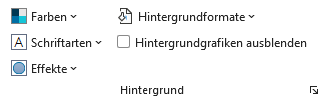 Farben Hintergrundformate
A Schriftarten Hintergrundgrafiken ausblenden
Effekte
Hintergrund